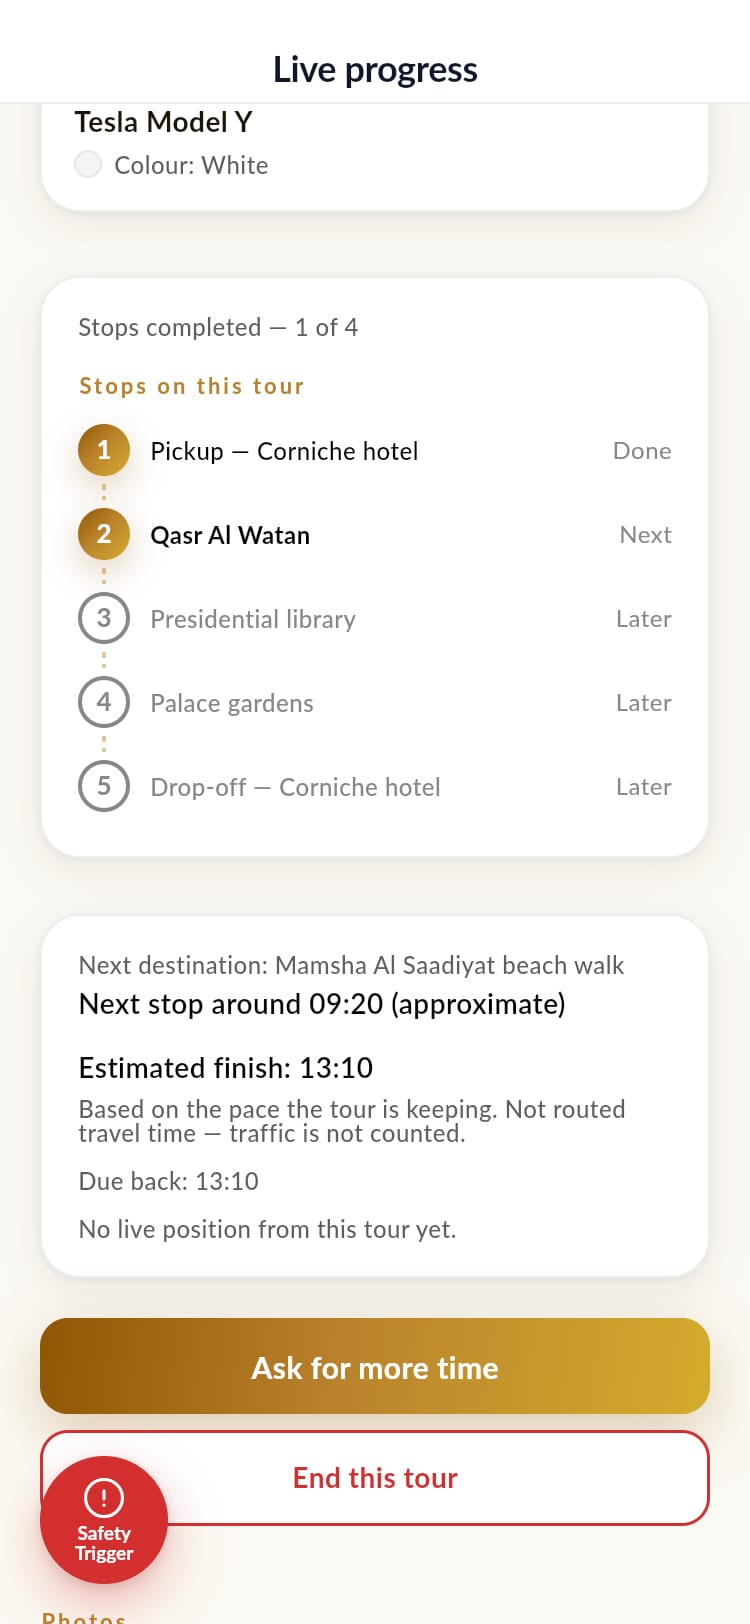 Live progress
Tesla Model Y
Colour: White
Stops completed — 1 of 4
Stops on this tour
1 Pickup — Corniche hotel Done
2 Qasr Al Watan Next
3 Presidential library Later
4 Palace gardens Later
5 Drop-off — Corniche hotel Later
Next destination: Mamsha Al Saadiyat beach walk
Next stop around 09:20 (approximate)
Estimated finish: 13:10
Based on the pace the tour is keeping. Not routed
travel time — traffic is not counted.
Due back: 13:10
No live position from this tour yet.
Ask for more time
End this tour
Safety
Trigger
Photos